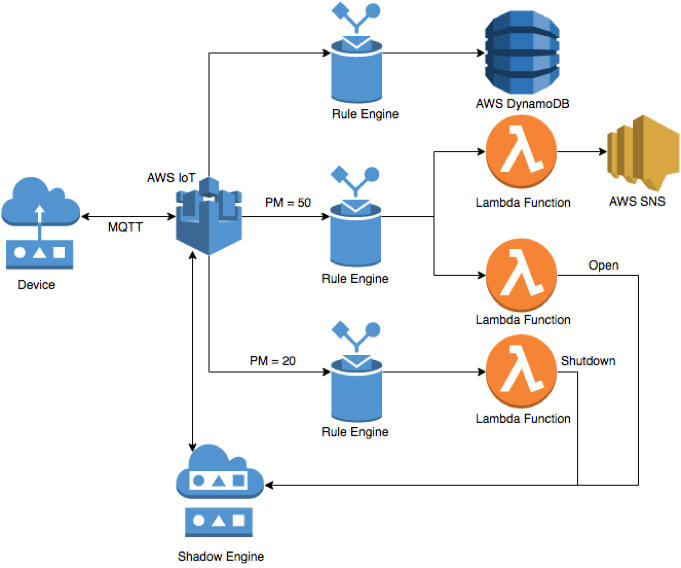 Rule Engine
AWS DynamoDB
AWS IoT
MQTT
Device
PM = 50
Rule Engine
Lambda Function
AWS SNS
Open
Lambda Function
PM = 20
Rule Engine
Shutdown
Lambda Function
Shadow Engine